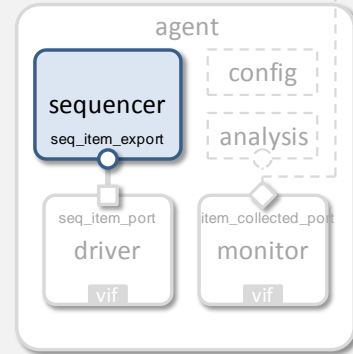 agent
sequencer
seq_item_export
config
analysis
seq_item_port
driver
vif
item_collected_port
monitor
vif